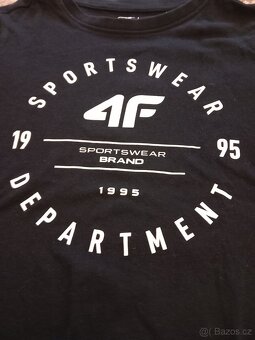 SPORTSWEAR
4F
19 95
SPORTSWEAR
BRAND
1995
DEPARTMENT
Bazos.cz